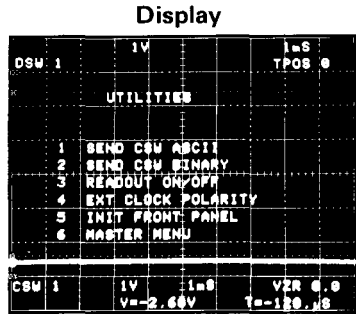 Display
1V 1mS
DSW 1 TPOS 0
UTILITIES
1 SEND CSW ASCII
2 SEND CSW BINARY
3 READOUT ON/OFF
4 EXT CLOCK POLARITY
5 INIT FRONT PANEL
6 MASTER MENU
CSW 1 1V 1mS VZR 0.0
V=-2.60V T=-120.µS